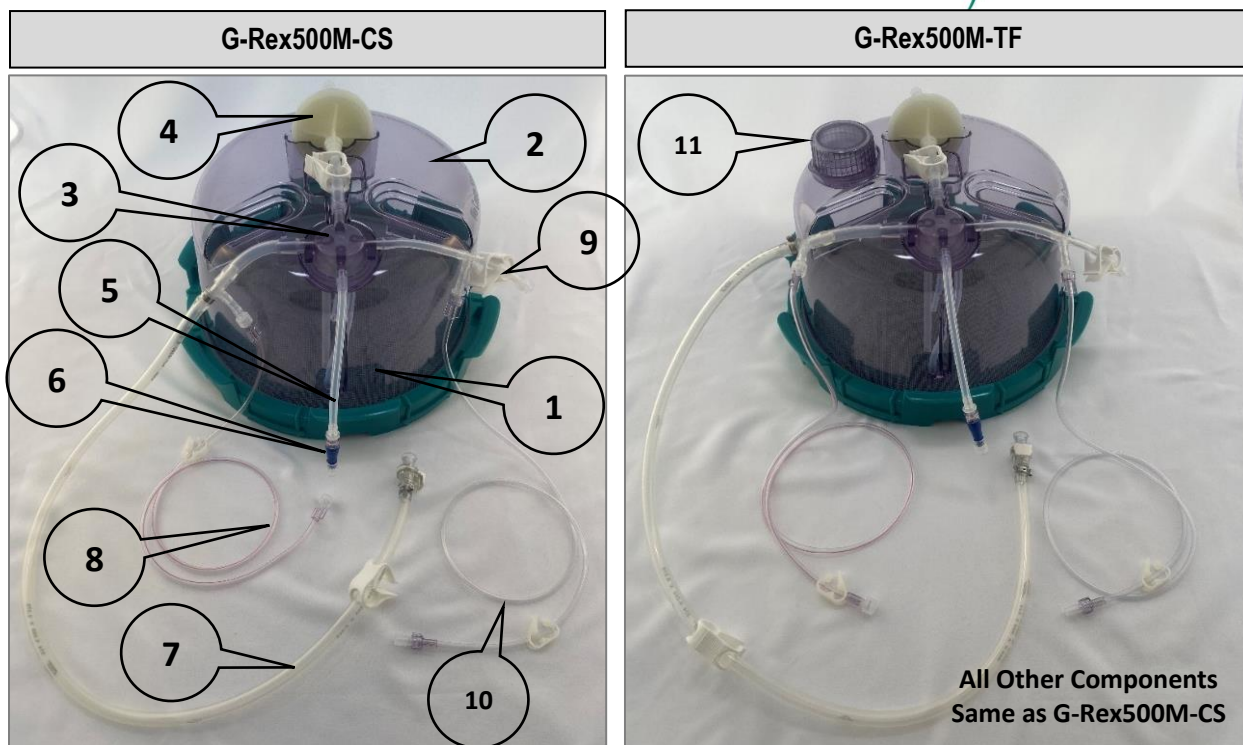 G-Rex500M-CS
G-Rex500M-TF
4
2
3
9
5
6
1
8
7
10
11
All Other Components
Same as G-Rex500M-CS